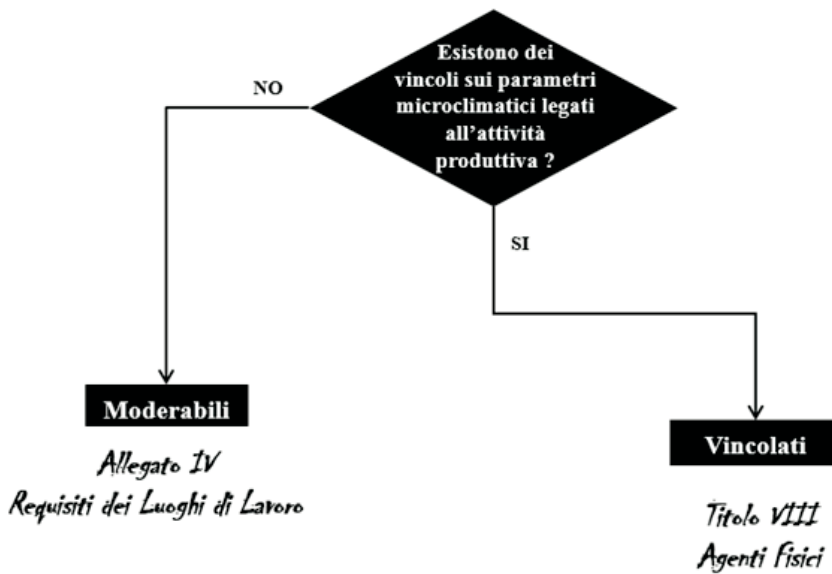 Esistono dei
vincoli sui parametri
microclimatici legati
all'attività
produttiva ?
NO
SI
Moderabili
Allegato IV
Requisiti dei Luoghi di Lavoro
Vincolati
Titolo VIII
Agenti Fisici